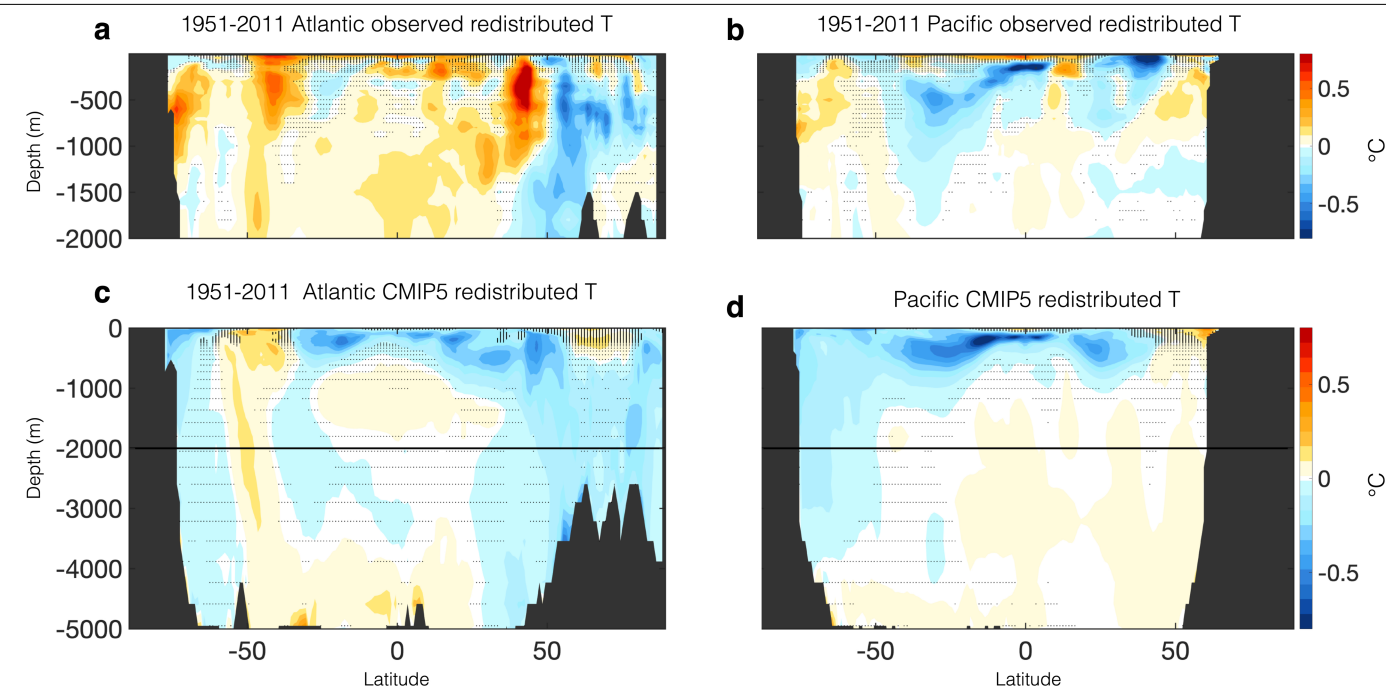 a 1951-2011 Atlantic observed redistributed T
b 1951-2011 Pacific observed redistributed T
Depth (m)
-500
-1000
-1500
-2000
0.5
0
-0.5
°C
c 1951-2011 Atlantic CMIP5 redistributed T
d Pacific CMIP5 redistributed T
Depth (m)
0
-1000
-2000
-3000
-4000
-5000
0.5
0
-0.5
°C
-50 0 50
-50 0 50
Latitude
Latitude